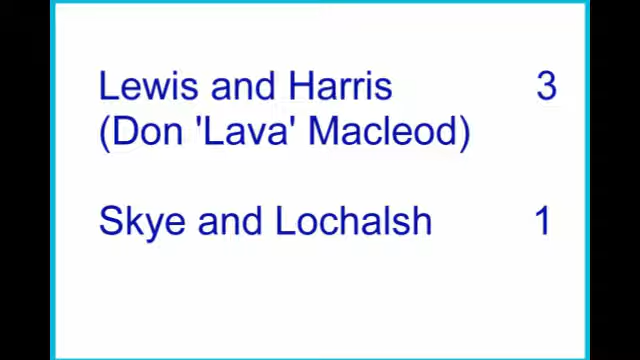 Lewis and Harris 3
(Don 'Lava' Macleod)
Skye and Lochalsh 1